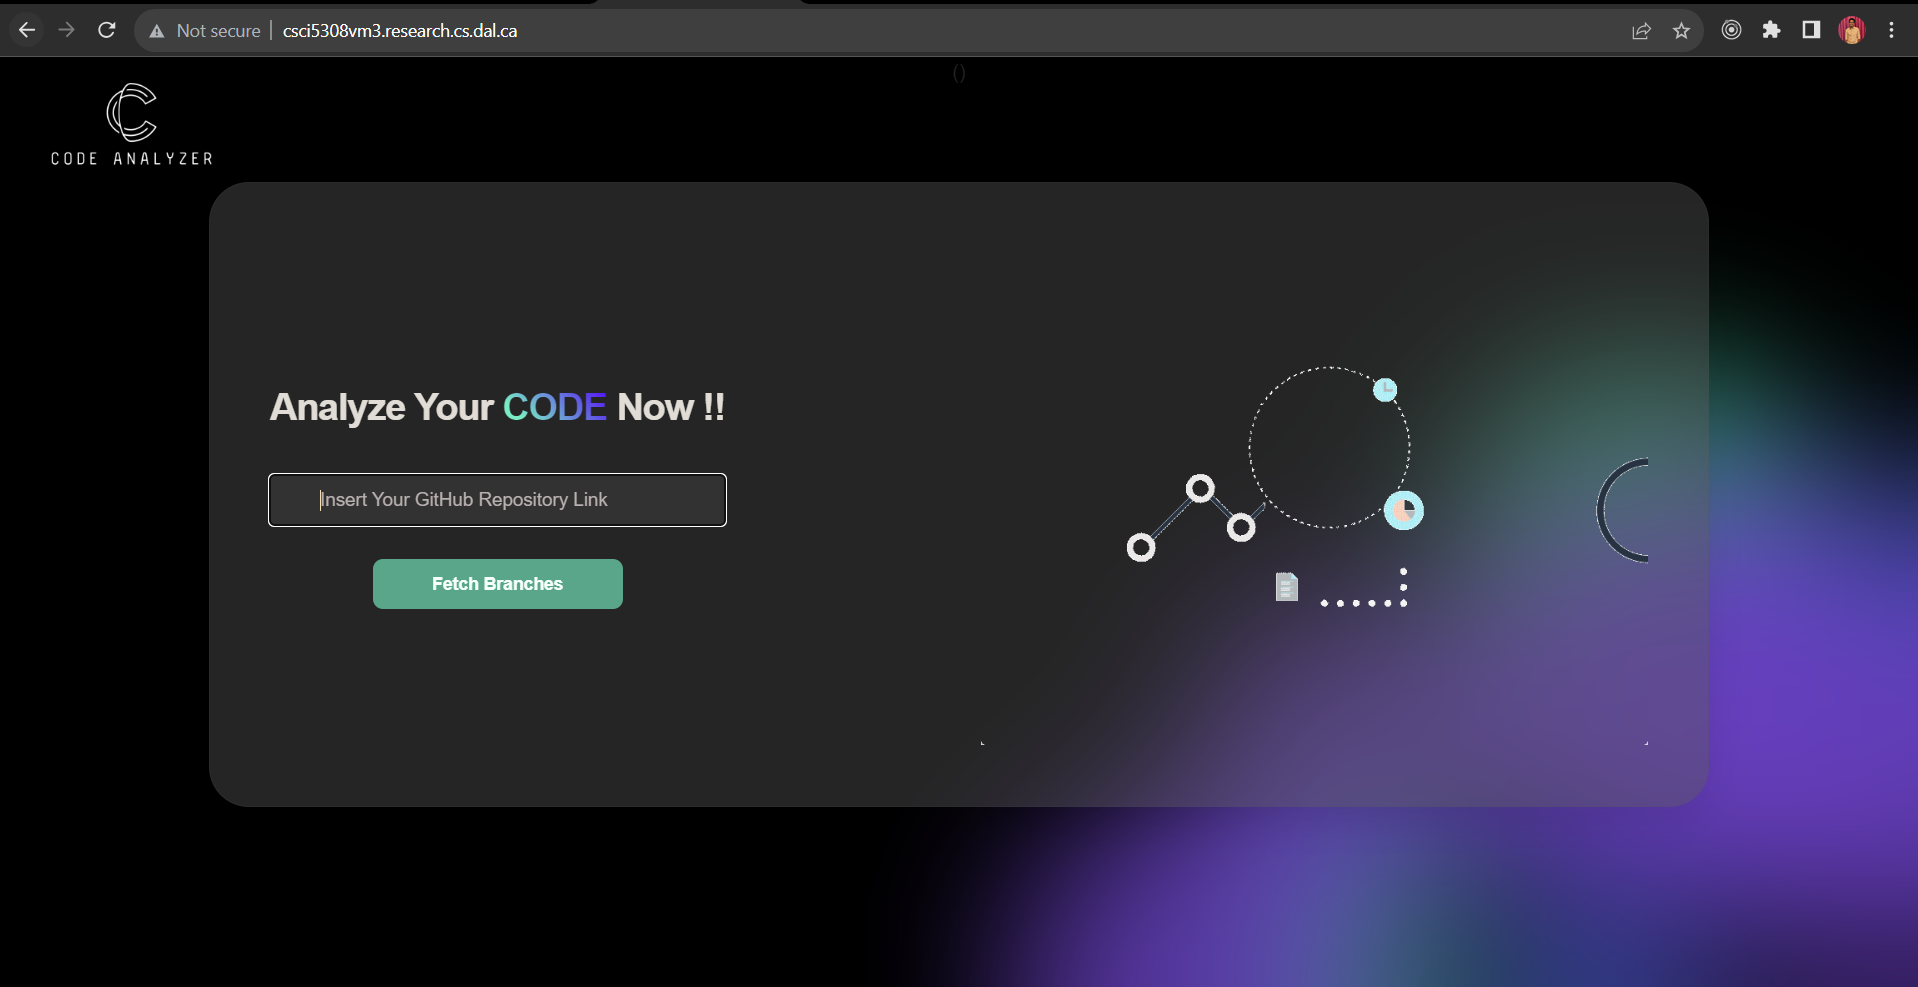 Not secure csci5308vm3.research.cs.dal.ca
()
CODE ANALYZER
Analyze Your CODE Now !!
Insert Your GitHub Repository Link
Fetch Branches